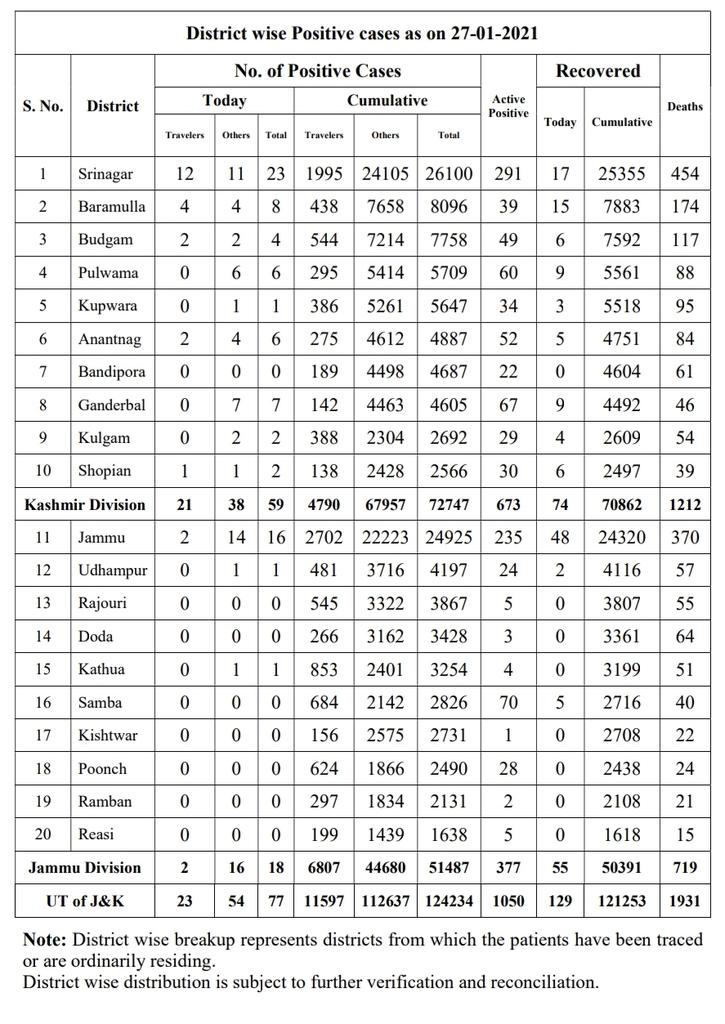 District wise Positive cases as on 27-01-2021
S. No. District No. of Positive Cases Active Positive Recovered Deaths
Today Cumulative Today Cumulative
Travelers Others Total Travelers Others Total
1 Srinagar 12 11 23 1995 24105 26100 291 17 25355 454
2 Baramulla 4 4 8 438 7658 8096 39 15 7883 174
3 Budgam 2 2 4 544 7214 7758 49 6 7592 117
4 Pulwama 0 6 6 295 5414 5709 60 9 5561 88
5 Kupwara 0 1 1 386 5261 5647 34 3 5518 95
6 Anantnag 2 4 6 275 4612 4887 52 5 4751 84
7 Bandipora 0 0 0 189 4498 4687 22 0 4604 61
8 Ganderbal 0 7 7 142 4463 4605 67 9 4492 46
9 Kulgam 0 2 2 388 2304 2692 29 4 2609 54
10 Shopian 1 1 2 138 2428 2566 30 6 2497 39
Kashmir Division 21 38 59 4790 67957 72747 673 74 70862 1212
11 Jammu 2 14 16 2702 22223 24925 235 48 24320 370
12 Udhampur 0 1 1 481 3716 4197 24 2 4116 57
13 Rajouri 0 0 0 545 3322 3867 5 0 3807 55
14 Doda 0 0 0 266 3162 3428 3 0 3361 64
15 Kathua 0 1 1 853 2401 3254 4 0 3199 51
16 Samba 0 0 0 684 2142 2826 70 5 2716 40
17 Kishtwar 0 0 0 156 2575 2731 1 0 2708 22
18 Poonch 0 0 0 624 1866 2490 28 0 2438 24
19 Ramban 0 0 0 297 1834 2131 2 0 2108 21
20 Reasi 0 0 0 199 1439 1638 5 0 1618 15
Jammu Division 2 16 18 6807 44680 51487 377 55 50391 719
UT of J&K 23 54 77 11597 112637 124234 1050 129 121253 1931
Note: District wise breakup represents districts from which the patients have been traced
or are ordinarily residing.
District wise distribution is subject to further verification and reconciliation.